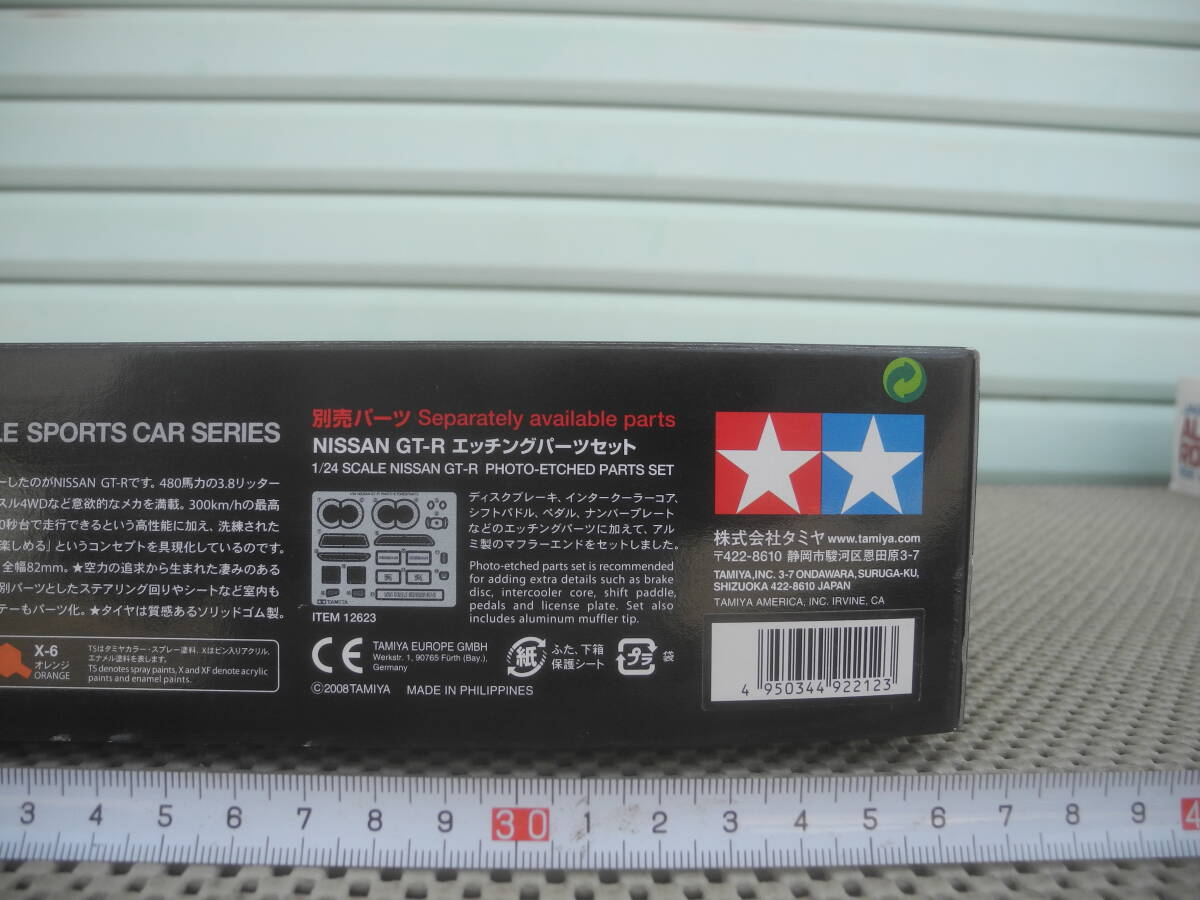 LE SPORTS CAR SERIES
ーしたのがNISSAN GT-Rです。480馬力の3.8リッター
スル4WDなど意欲的なメカを満載。300km/hの最高
0秒台で走行できるという高性能に加え、洗練された
楽しめる」というコンセプトを具現化しているのです。
全幅82mm。★空力の追求から生まれた凄みのある
別パーツとしたステアリング回りやシートなど室内も
テーもパーツ化。★タイヤは質感あるソリッドゴム製。
X-6
オレンジ
ORANGE
TSはタミヤカラー・スプレー塗料、Xはビン入りアクリル、
エナメル塗料を表します。
TS denotes spray paints, X and XF denote acrylic
paints and enamel paints.
別売パーツ Separately available parts
NISSAN GT-R エッチングパーツセット
1/24 SCALE NISSAN GT-R PHOTO-ETCHED PARTS SET
TAMIYA
ITEM 12623
ディスクブレーキ、インタークーラーコア、
シフトパドル、ペダル、ナンバープレート
などのエッチングパーツに加えて、アル
ミ製のマフラーエンドをセットしました。
Photo-etched parts set is recommended
for adding extra details such as brake
disc, intercooler core, shift paddle,
pedals and license plate. Set also
includes aluminum muffler tip.
CE
TAMIYA EUROPE GMBH
Werkstr. 1, 90765 Fürth (Bay.),
Germany
紙
ふた、下箱
保護シート
プラ
袋
©2008 TAMIYA MADE IN PHILIPPINES
株式会社タミヤ www.tamiya.com
〒422-8610 静岡市駿河区恩田原3-7
TAMIYA,INC. 3-7 ONDAWARA, SURUGA-KU,
SHIZUOKA 422-8610 JAPAN
TAMIYA AMERICA, INC. IRVINE, CA
4 950344 922123
3 4 5 6 7 8 9 30 1 2 3 4 5 6 7 8 9 4